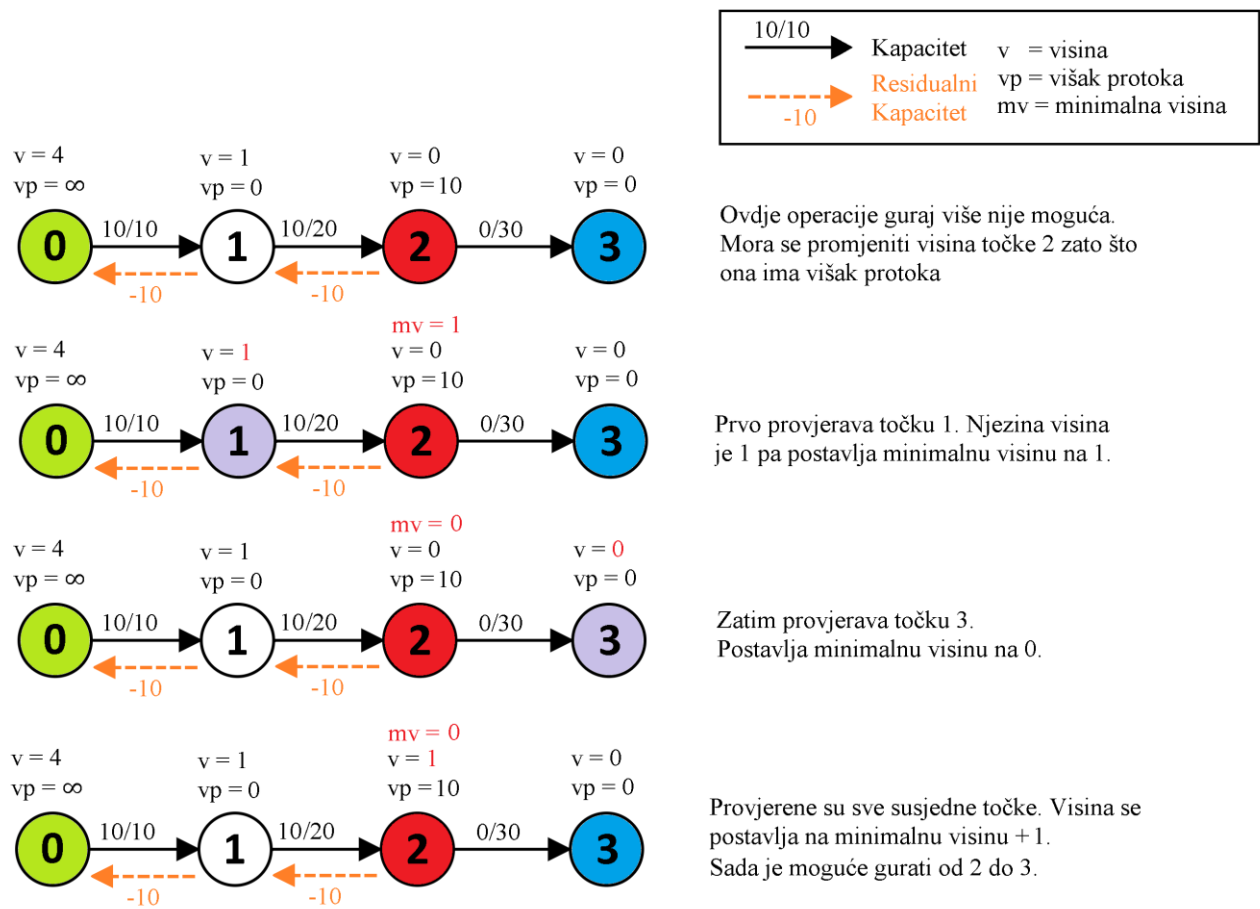 10/10
Kapacitet
Residualni
Kapacitet
-10
v = visina
vp = višak protoka
mv = minimalna visina
v = 4
vp = ∞
v = 1
vp = 0
v = 0
vp = 10
v = 0
vp = 0
0 10/10 1 10/20 2 0/30 3
-10 -10
Ovdje operacije guraj više nije moguća.
Mora se promjeniti visina točke 2 zato što
ona ima višak protoka
v = 4
vp = ∞
v = 1
vp = 0
mv = 1
v = 0
vp = 10
v = 0
vp = 0
0 10/10 1 10/20 2 0/30 3
-10 -10
Prvo provjerava točku 1. Njezina visina
je 1 pa postavlja minimalnu visinu na 1.
v = 4
vp = ∞
v = 1
vp = 0
mv = 0
v = 0
vp = 10
v = 0
vp = 0
0 10/10 1 10/20 2 0/30 3
-10 -10
Zatim provjerava točku 3.
Postavlja minimalnu visinu na 0.
v = 4
vp = ∞
v = 1
vp = 0
mv = 0
v = 1
vp = 10
v = 0
vp = 0
0 10/10 1 10/20 2 0/30 3
-10 -10
Provjerene su sve susjedne točke. Visina se
postavlja na minimalnu visinu +1.
Sada je moguće gurati od 2 do 3.